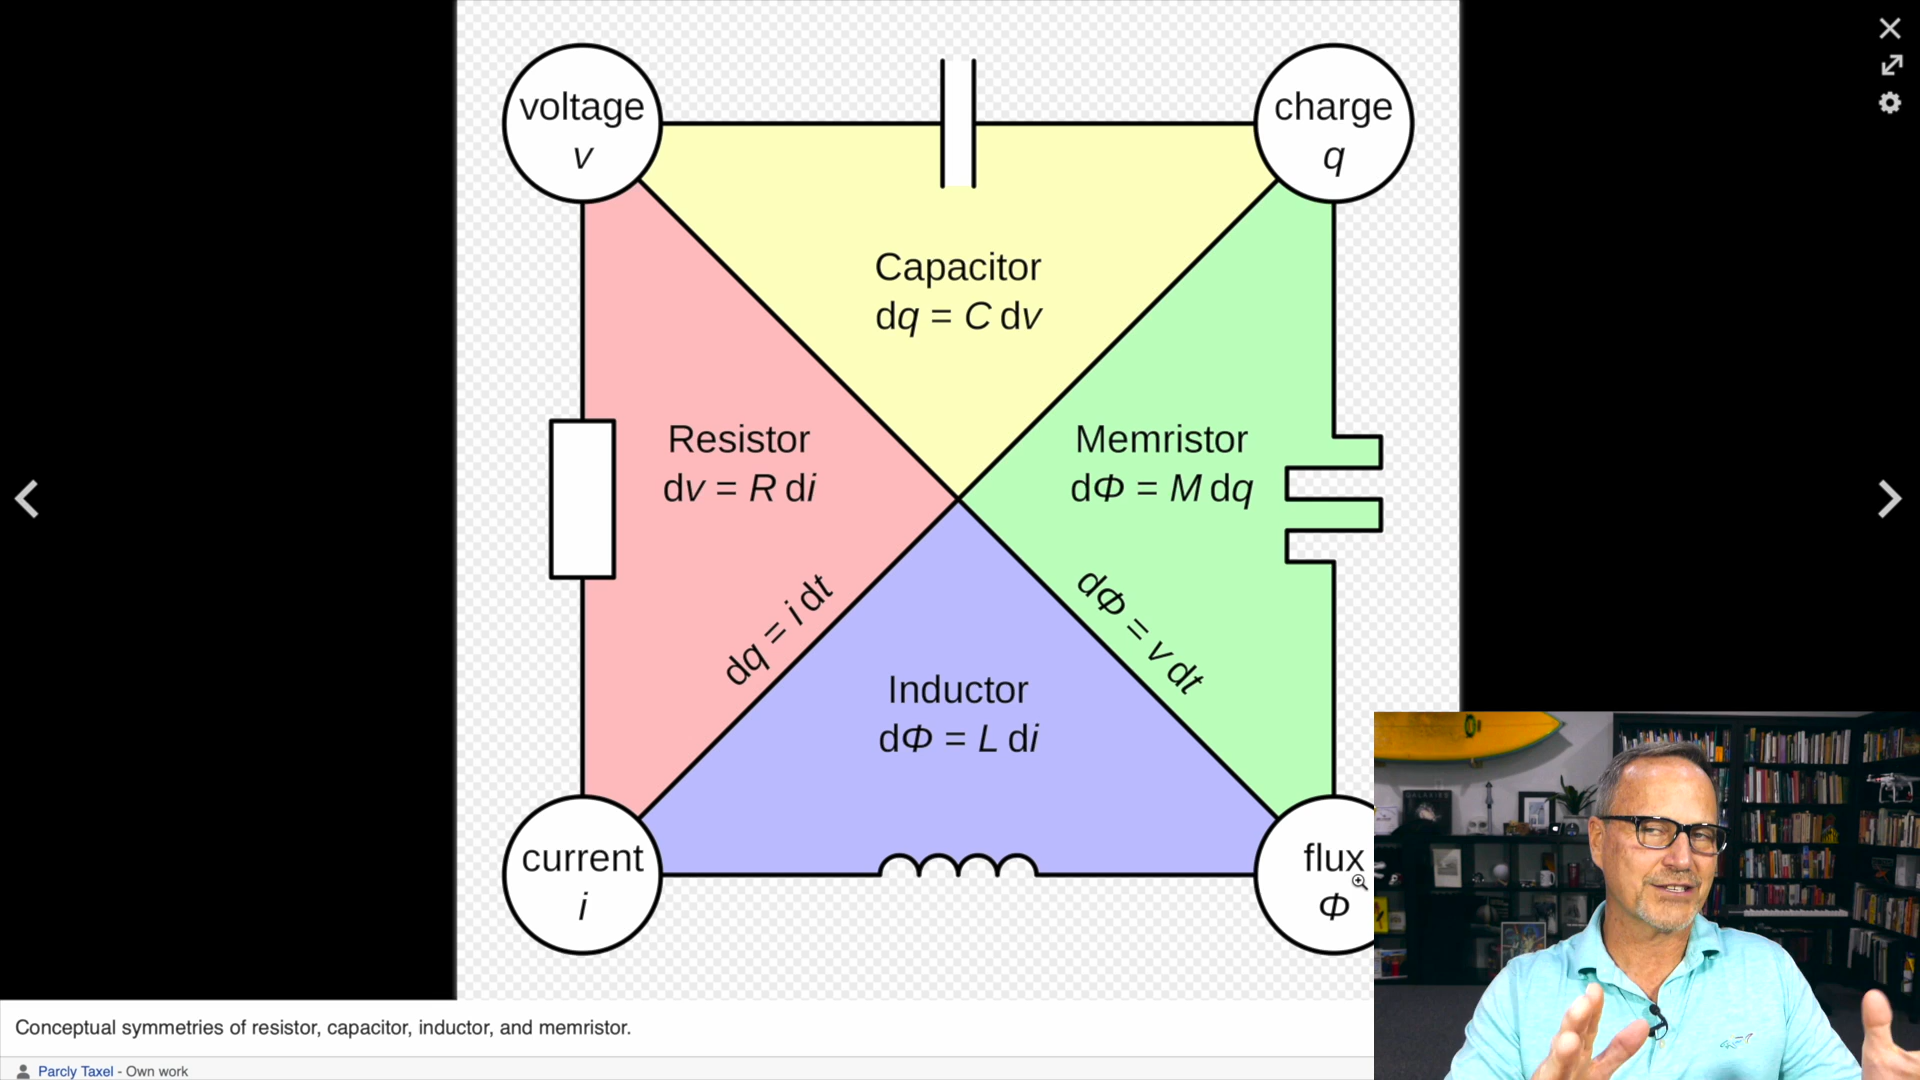 voltage
v
charge
q
Capacitor
dq = C dv
Resistor
dv = R di
Memristor
dΦ = M dq
dq = i dt
dΦ = v dt
Inductor
dΦ = L di
current
i
flux
Φ
Conceptual symmetries of resistor, capacitor, inductor, and memristor.
Parcly Taxel - Own work